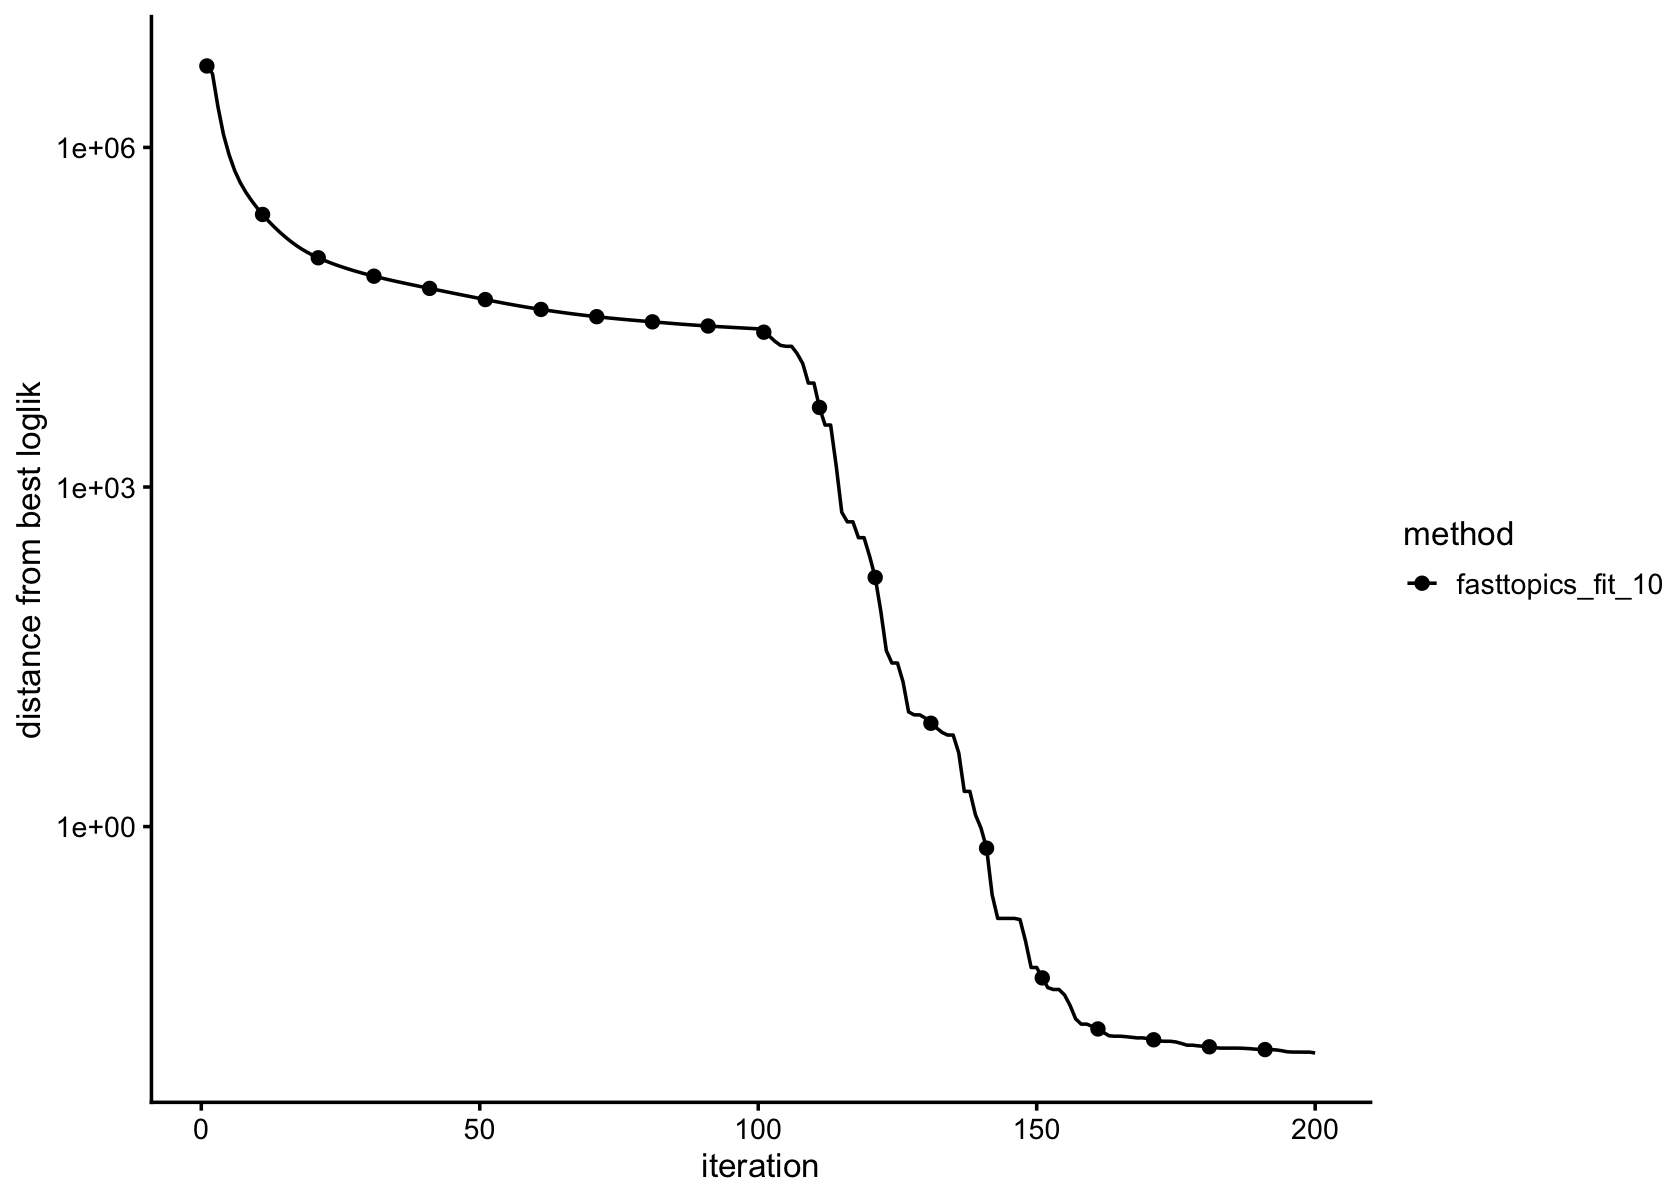 distance from best loglik
1e+06
1e+03
1e+00
0 50 100 150 200
iteration
method
fasttopics_fit_10